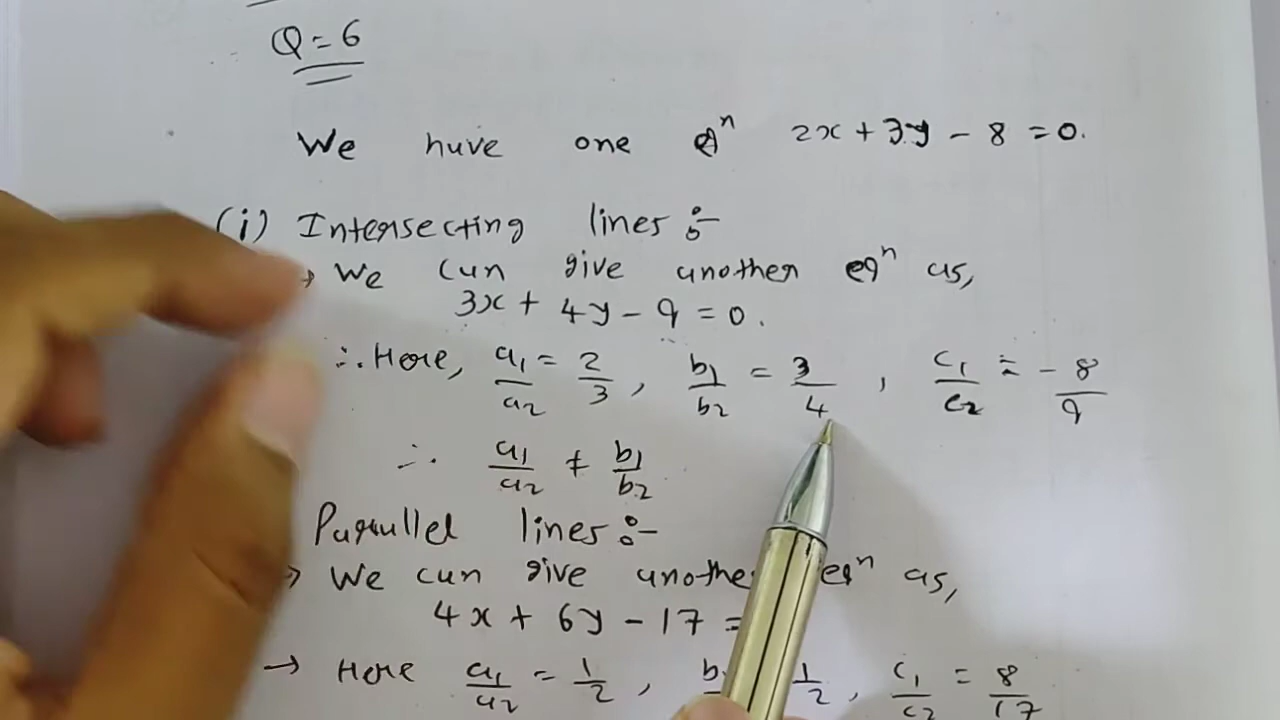 Q = 6
We have one eqⁿ 2x + 3y - 8 = 0.
(i) Intersecting lines :-
→ We can give another eqⁿ as,
3x + 4y - 9 = 0.
∴ Here, a₁/a₂ = 2/3 , b₁/b₂ = 3/4 , c₁/c₂ = -8/9
∴ a₁/a₂ ≠ b₁/b₂
Parallel lines :-
→ We can give another eqⁿ as,
4x + 6y - 17 =
→ Here a₁/a₂ = 1/2 , b₁ 1/2 , c₁/c₂ = 8/17